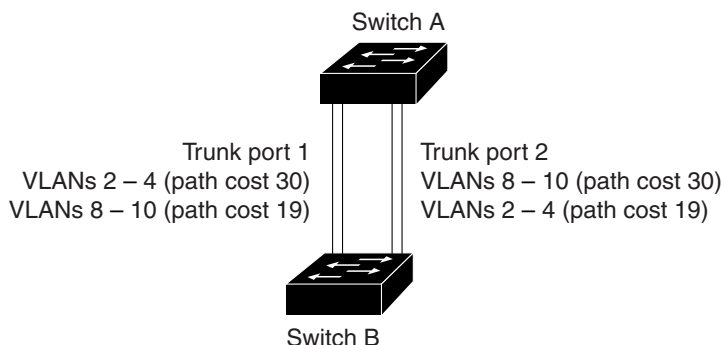 Switch A
Trunk port 1
VLANs 2 – 4 (path cost 30)
VLANs 8 – 10 (path cost 19)
Trunk port 2
VLANs 8 – 10 (path cost 30)
VLANs 2 – 4 (path cost 19)
Switch B